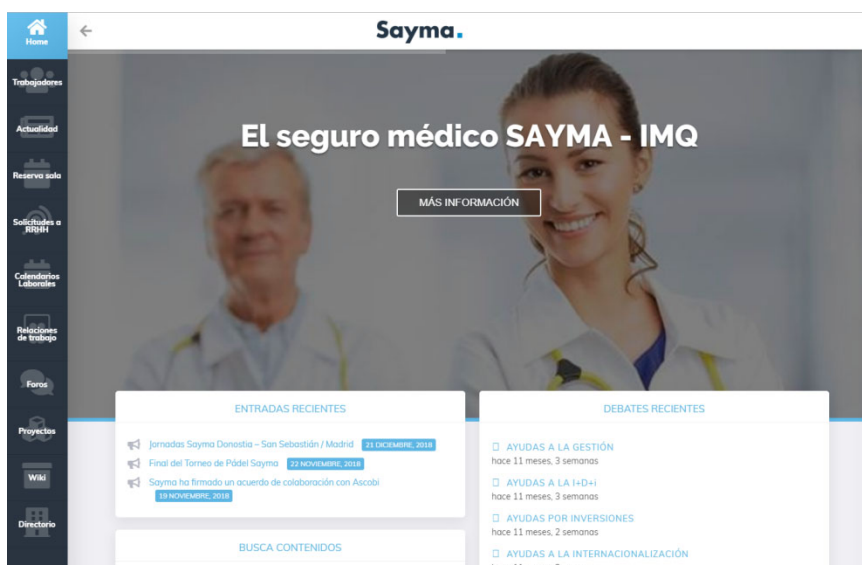 Home
Trabajadores
Actualidad
Reserva sala
Solicitudes a
RRHH
Calendarios
Laborales
Relaciones
de trabajo
Foros
Proyectos
Wiki
Directorio
Sayma.
El seguro médico SAYMA - IMQ
MÁS INFORMACIÓN
ENTRADAS RECIENTES
Jornadas Sayma Donostia – San Sebastián / Madrid 21 DICIEMBRE, 2018
Final del Torneo de Pádel Sayma 22 NOVIEMBRE, 2018
Sayma ha firmado un acuerdo de colaboración con Ascobi
19 NOVIEMBRE, 2018
BUSCA CONTENIDOS
DEBATES RECIENTES
AYUDAS A LA GESTIÓN
hace 11 meses, 3 semanas
AYUDAS A LA I+D+i
hace 11 meses, 3 semanas
AYUDAS POR INVERSIONES
hace 11 meses, 2 semanas
AYUDAS A LA INTERNACIONALIZACIÓN